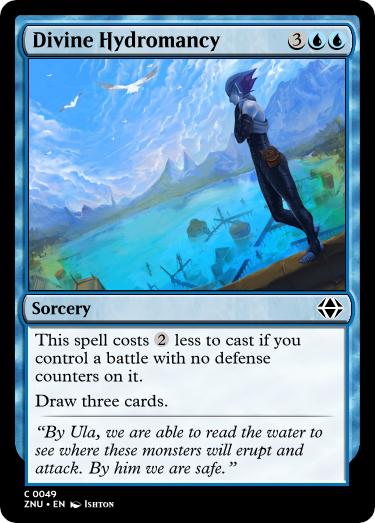 Divine Hydromancy 3
Sorcery
This spell costs 2 less to cast if you
control a battle with no defense
counters on it.
Draw three cards.
“By Ula, we are able to read the water to
see where these monsters will erupt and
attack. By him we are safe.”
C 0049
ZNU • EN Ishton